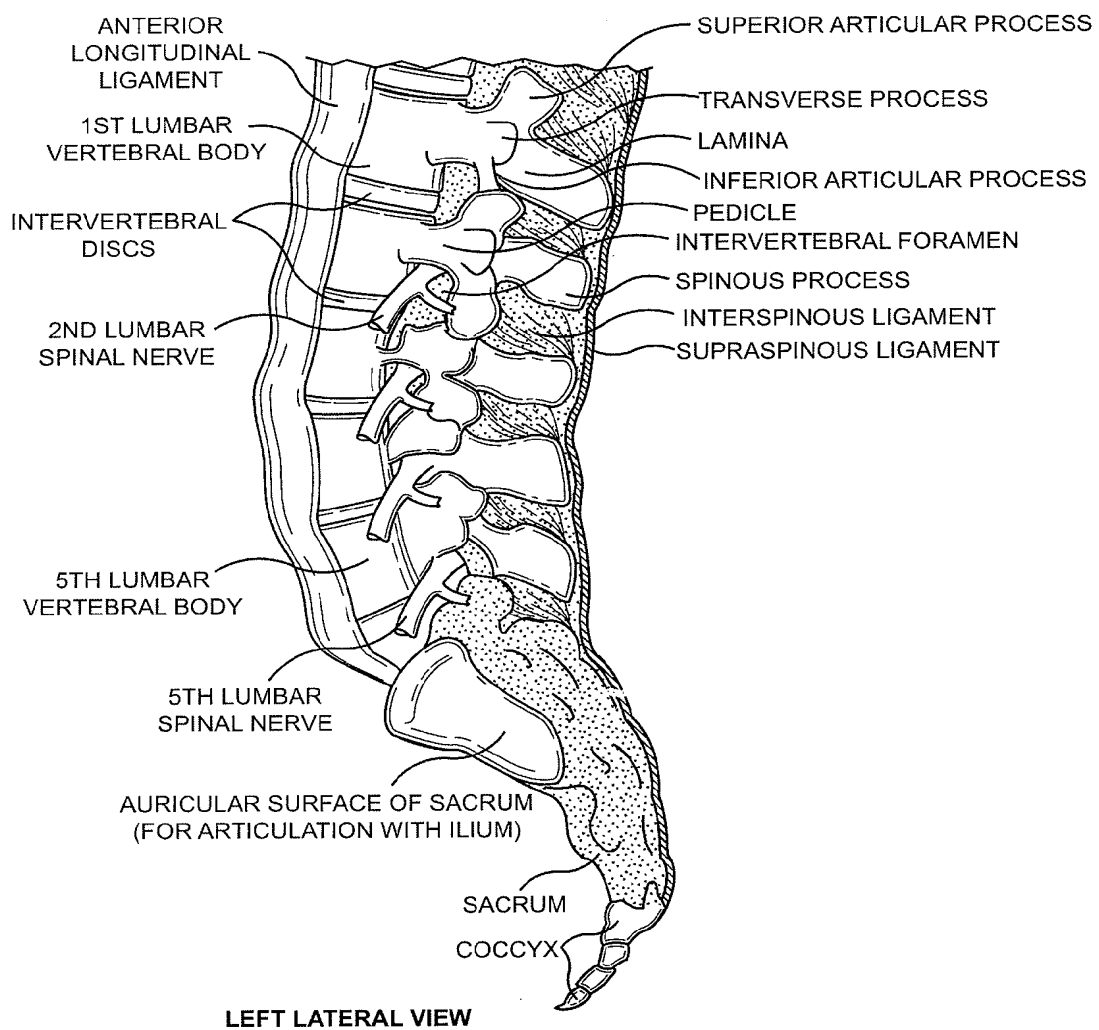 ANTERIOR
LONGITUDINAL
LIGAMENT
1ST LUMBAR
VERTEBRAL BODY
INTERVERTEBRAL
DISCS
2ND LUMBAR
SPINAL NERVE
5TH LUMBAR
VERTEBRAL BODY
5TH LUMBAR
SPINAL NERVE
AURICULAR SURFACE OF SACRUM
(FOR ARTICULATION WITH ILIUM)
SACRUM
COCCYX
SUPERIOR ARTICULAR PROCESS
TRANSVERSE PROCESS
LAMINA
INFERIOR ARTICULAR PROCESS
PEDICLE
INTERVERTEBRAL FORAMEN
SPINOUS PROCESS
INTERSPINOUS LIGAMENT
SUPRASPINOUS LIGAMENT
LEFT LATERAL VIEW